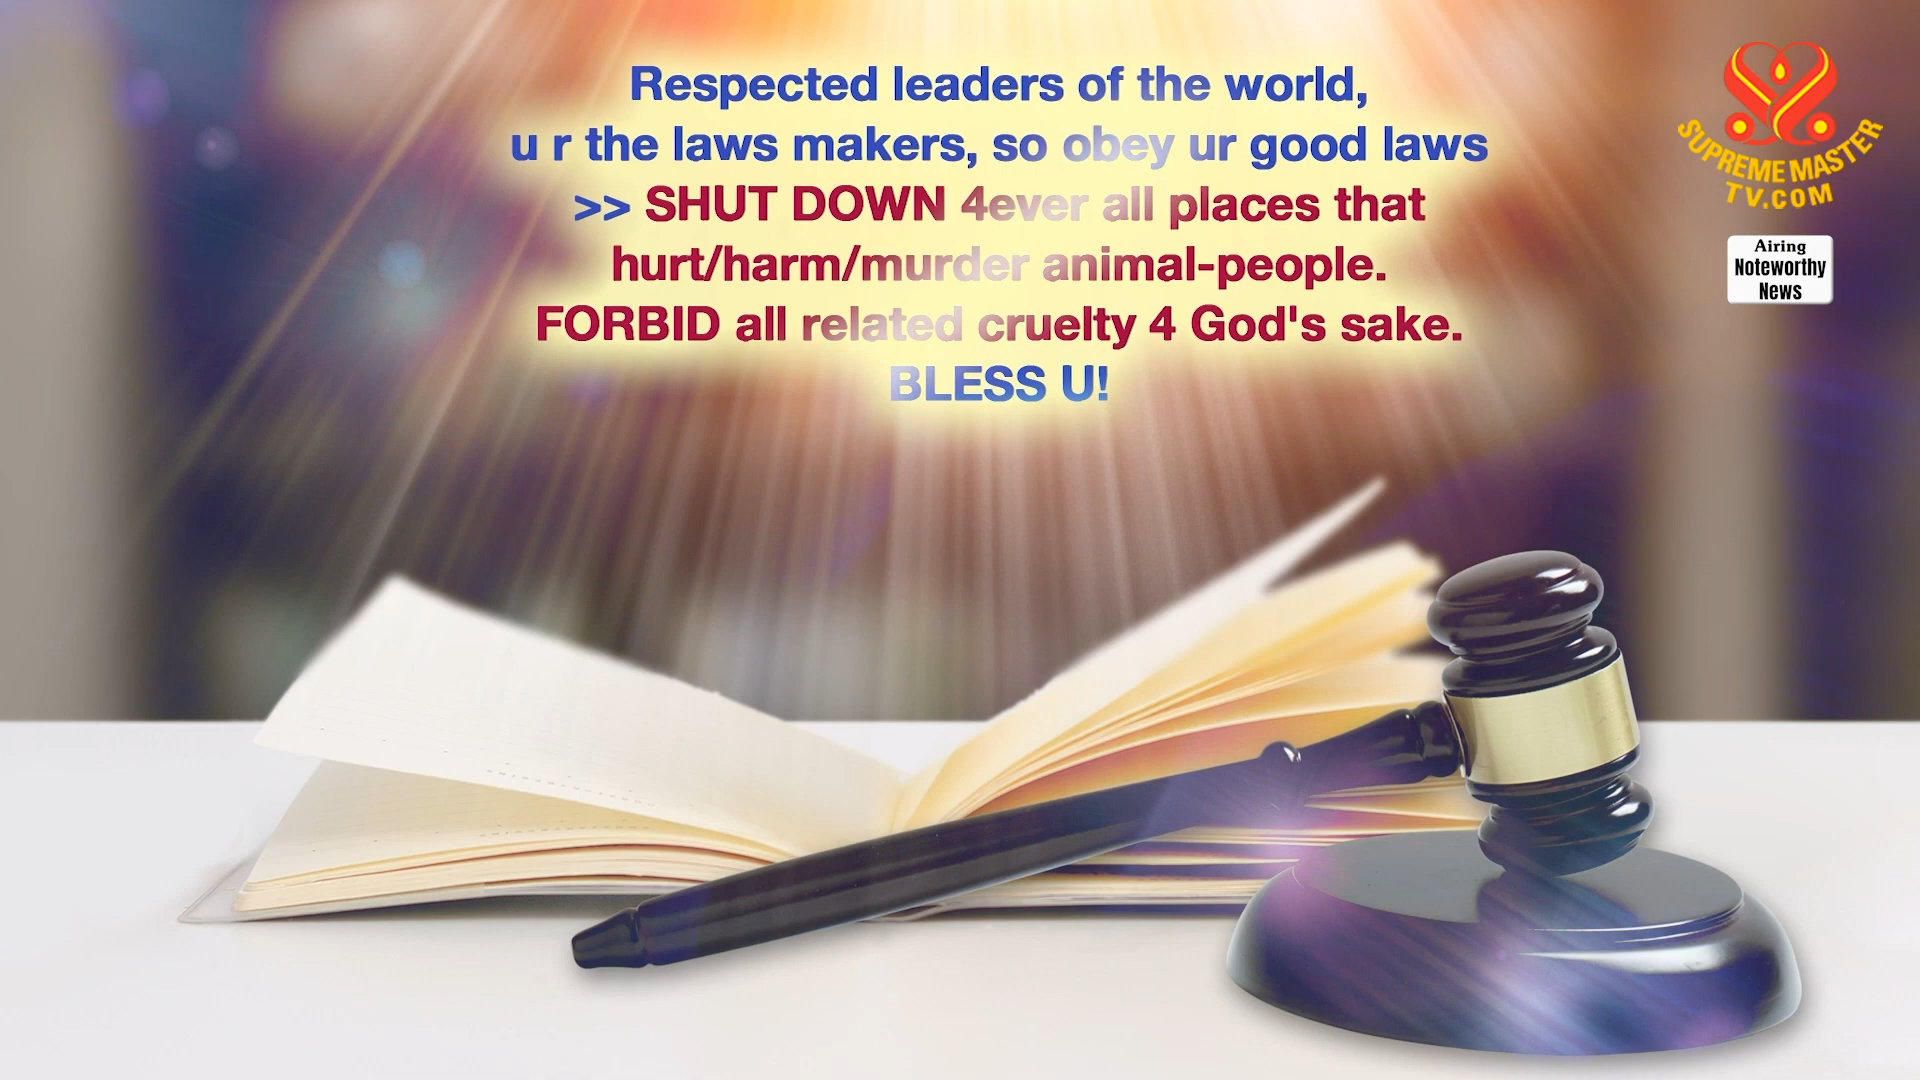 Respected leaders of the world,
u r the laws makers, so obey ur good laws
>> SHUT DOWN 4ever all places that
hurt/harm/murder animal-people.
FORBID all related cruelty 4 God's sake.
BLESS U!
SUPREME MASTER
TV.COM
Airing
Noteworthy
News